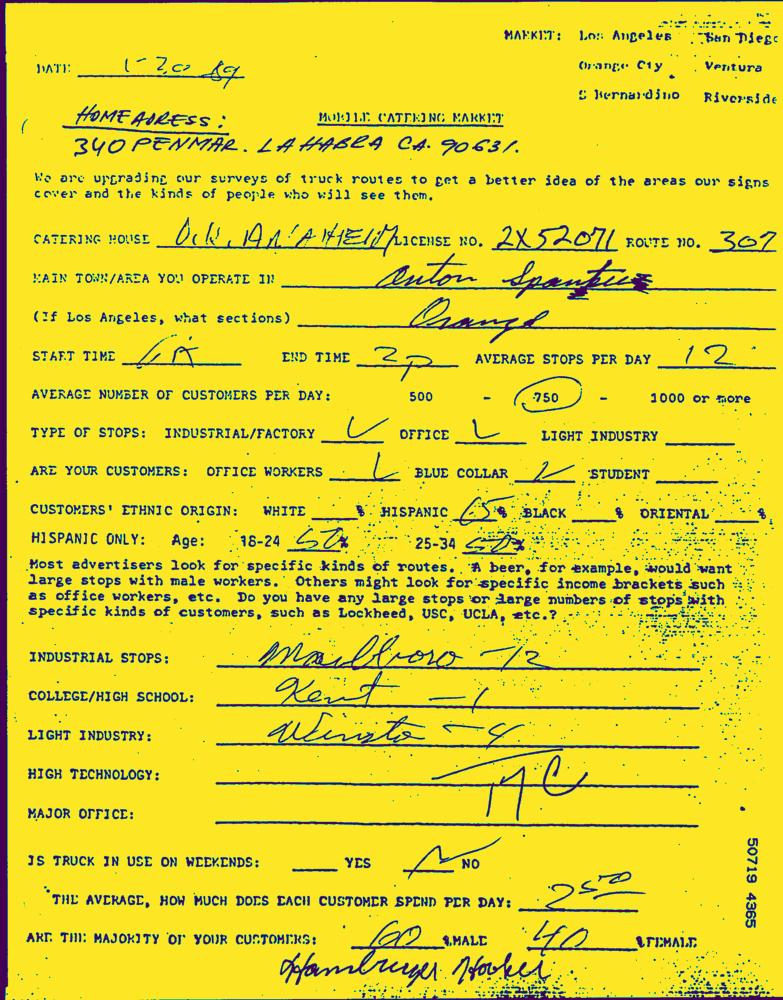 MARKET: Los Angeles San Diego
DATE 1-20 89 Orange Cty Ventura
S Bernardino Riverside
HOME ADRESS: MOBILE CATERING MARKET
340 PENMAR. LA HABRA CA. 90631.
We are upgrading our surveys of truck routes to get a better idea of the areas our signs
cover and the kinds of people who will see them.
CATERING HOUSE ANAHEIM LICENSE NO. 2X52071 ROUTE NO. 307
MAIN TOWN/AREA YOU OPERATE IN
(If Los Angeles, what sections) Orange
START TIME END TIME 2p AVERAGE STOPS PER DAY 12
AVERAGE NUMBER OF CUSTOMERS PER DAY: 500 - 750 - 1000 or more
TYPE OF STOPS: INDUSTRIAL/FACTORY ✓ OFFICE ✓ LIGHT INDUSTRY
ARE YOUR CUSTOMERS: OFFICE WORKERS ✓ BLUE COLLAR ✓ STUDENT
CUSTOMERS' ETHNIC ORIGIN: WHITE % HISPANIC 65% BLACK % ORIENTAL %
HISPANIC ONLY: Age: 18-24 50% 25-34 50%
Most advertisers look for specific kinds of routes. A beer, for example, would want
large stops with male workers. Others might look for specific income brackets such
as office workers, etc. Do you have any large stops or large numbers of stops with
specific kinds of customers, such as Lockheed, USC, UCLA, etc.?
INDUSTRIAL STOPS: Marlboro - 12
COLLEGE/HIGH SCHOOL: Kent - 1
LIGHT INDUSTRY: Winsto - 4
HIGH TECHNOLOGY:
MAJOR OFFICE:
IS TRUCK IN USE ON WEEKENDS: YES ✓ NO
THE AVERAGE, HOW MUCH DOES EACH CUSTOMER SPEND PER DAY: 2 50
ARE THE MAJORITY OF YOUR CUSTOMERS: 60 %MALE 40 %FEMALE
Hamburger
50719 4365